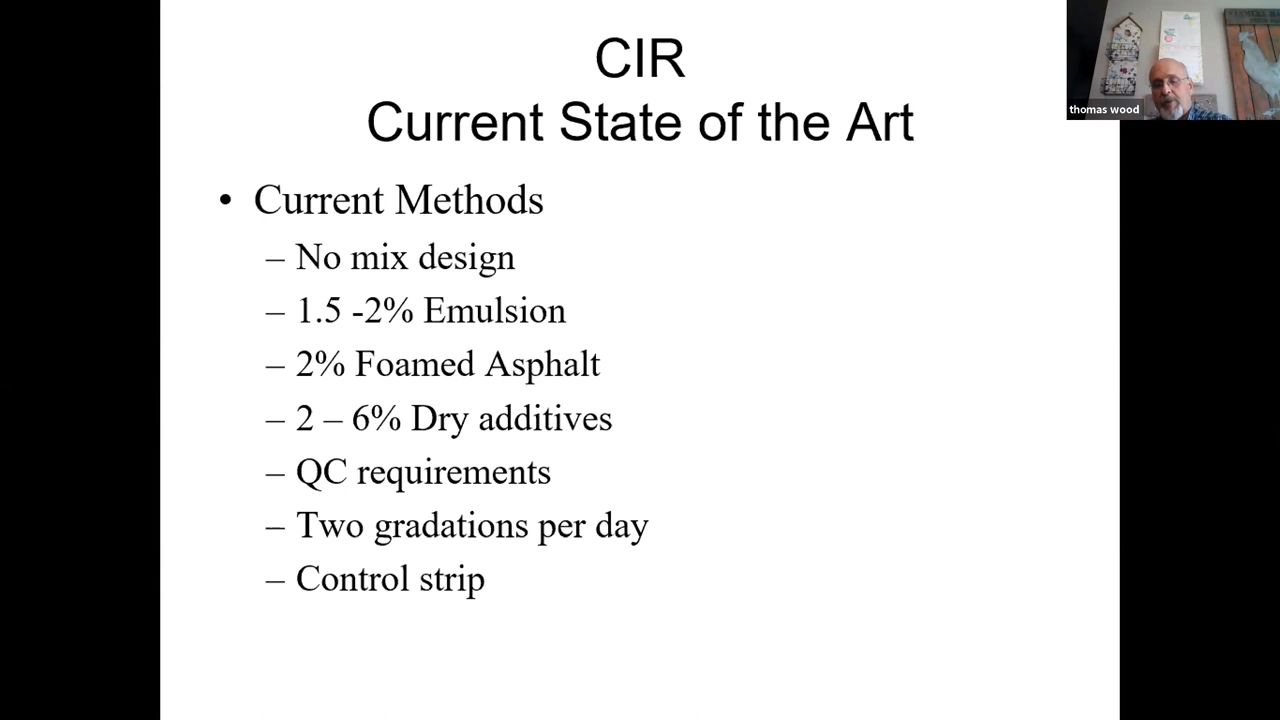 CIR
Current State of the Art
thomas wood
• Current Methods
– No mix design
– 1.5 -2% Emulsion
– 2% Foamed Asphalt
– 2 – 6% Dry additives
– QC requirements
– Two gradations per day
– Control strip